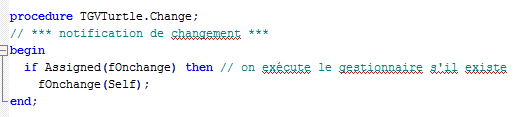 procedure TGVTurtle.Change;
// *** notification de changement ***
begin
if Assigned(fOnchange) then // on exécute le gestionnaire s'il existe
fOnchange(Self);
end;